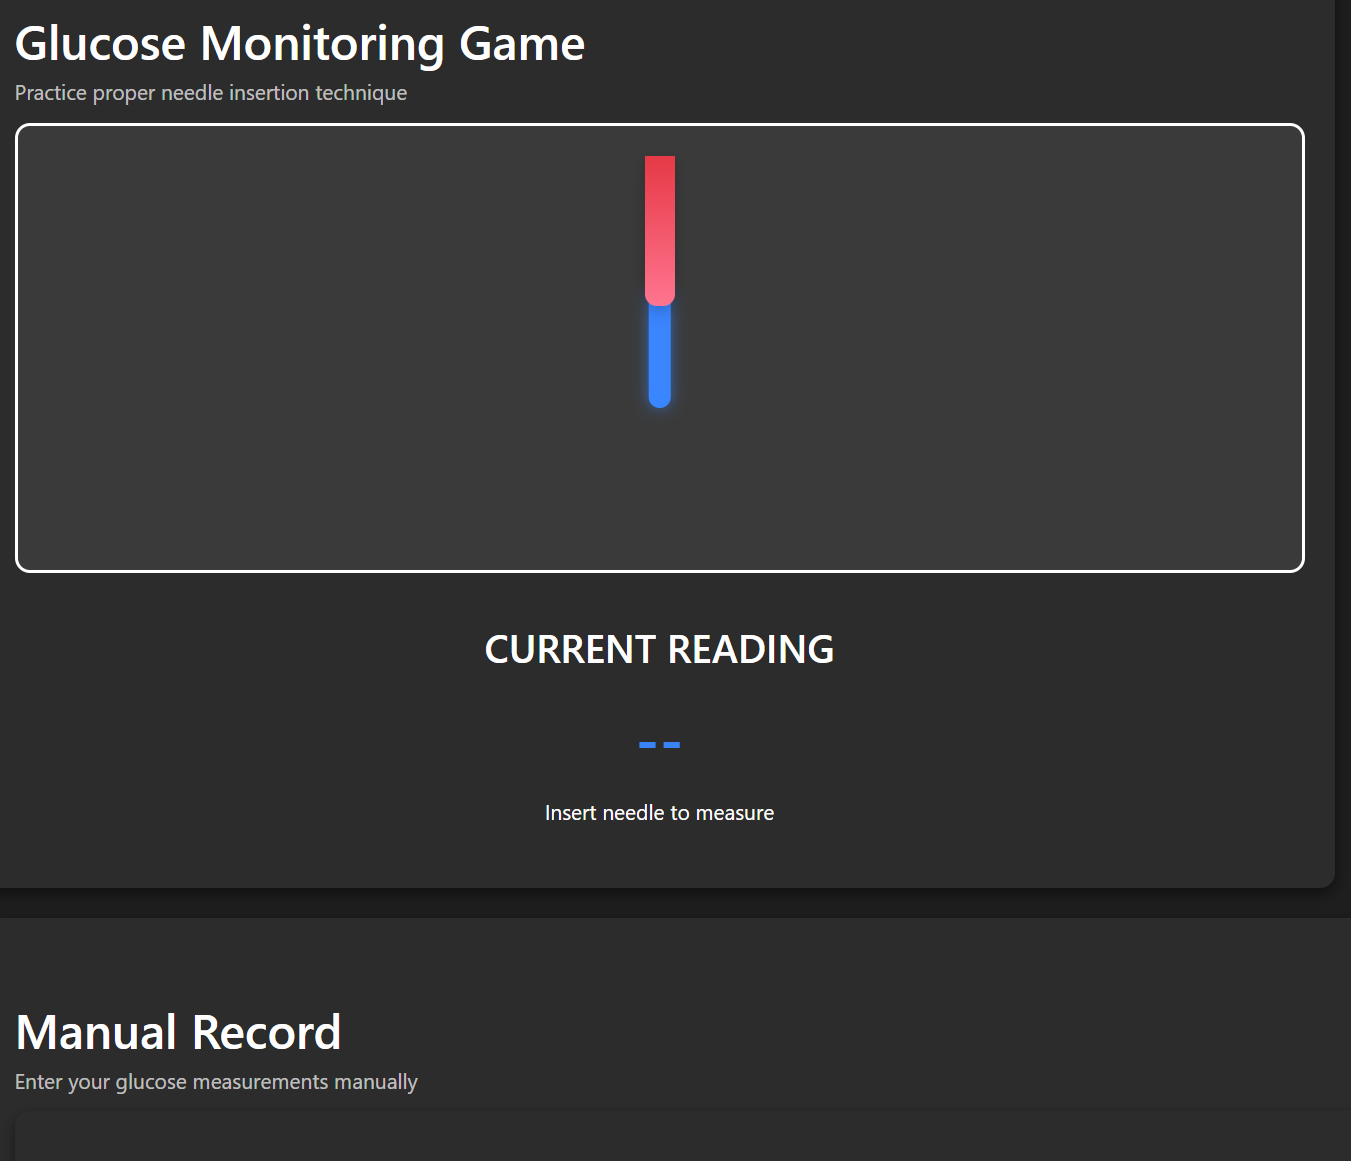 Glucose Monitoring Game
Practice proper needle insertion technique
CURRENT READING
--
Insert needle to measure
Manual Record
Enter your glucose measurements manually